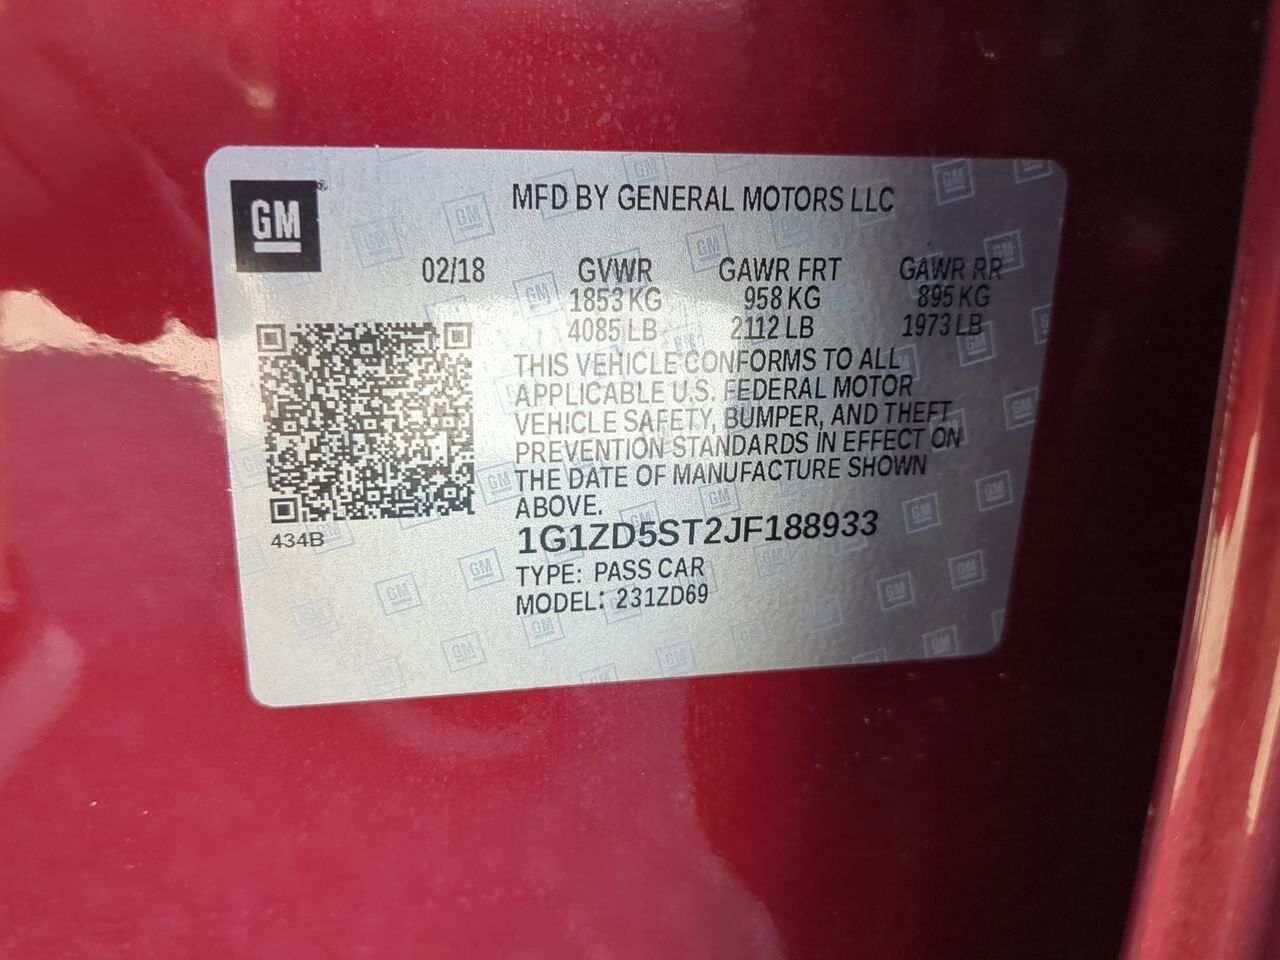 GM
MFD BY GENERAL MOTORS LLC
02/18 GVWR GAWR FRT GAWR RR
1853 KG 958 KG 895 KG
4085 LB 2112 LB 1973 LB
THIS VEHICLE CONFORMS TO ALL
APPLICABLE U.S. FEDERAL MOTOR
VEHICLE SAFETY, BUMPER, AND THEFT
PREVENTION STANDARDS IN EFFECT ON
THE DATE OF MANUFACTURE SHOWN
ABOVE.
434B
1G1ZD5ST2JF188933
TYPE: PASS CAR
MODEL: 231ZD69